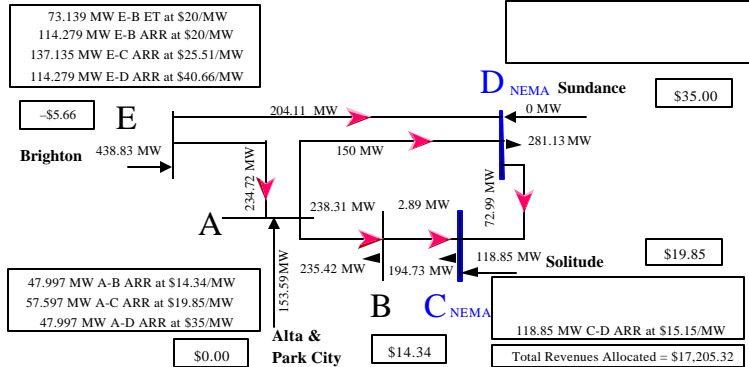 73.139 MW E-B ET at $20/MW
114.279 MW E-B ARR at $20/MW
137.135 MW E-C ARR at $25.51/MW
114.279 MW E-D ARR at $40.66/MW
D NEMA Sundance
$35.00
–$5.66
E
204.11 MW
0 MW
Brighton
438.83 MW
150 MW
281.13 MW
234.72 MW
72.99 MW
A
238.31 MW
2.89 MW
235.42 MW
194.73 MW
118.85 MW
Solitude
$19.85
153.59 MW
B
C NEMA
47.997 MW A-B ARR at $14.34/MW
57.597 MW A-C ARR at $19.85/MW
47.997 MW A-D ARR at $35/MW
118.85 MW C-D ARR at $15.15/MW
$0.00
Alta &
Park City
$14.34
Total Revenues Allocated = $17,205.32